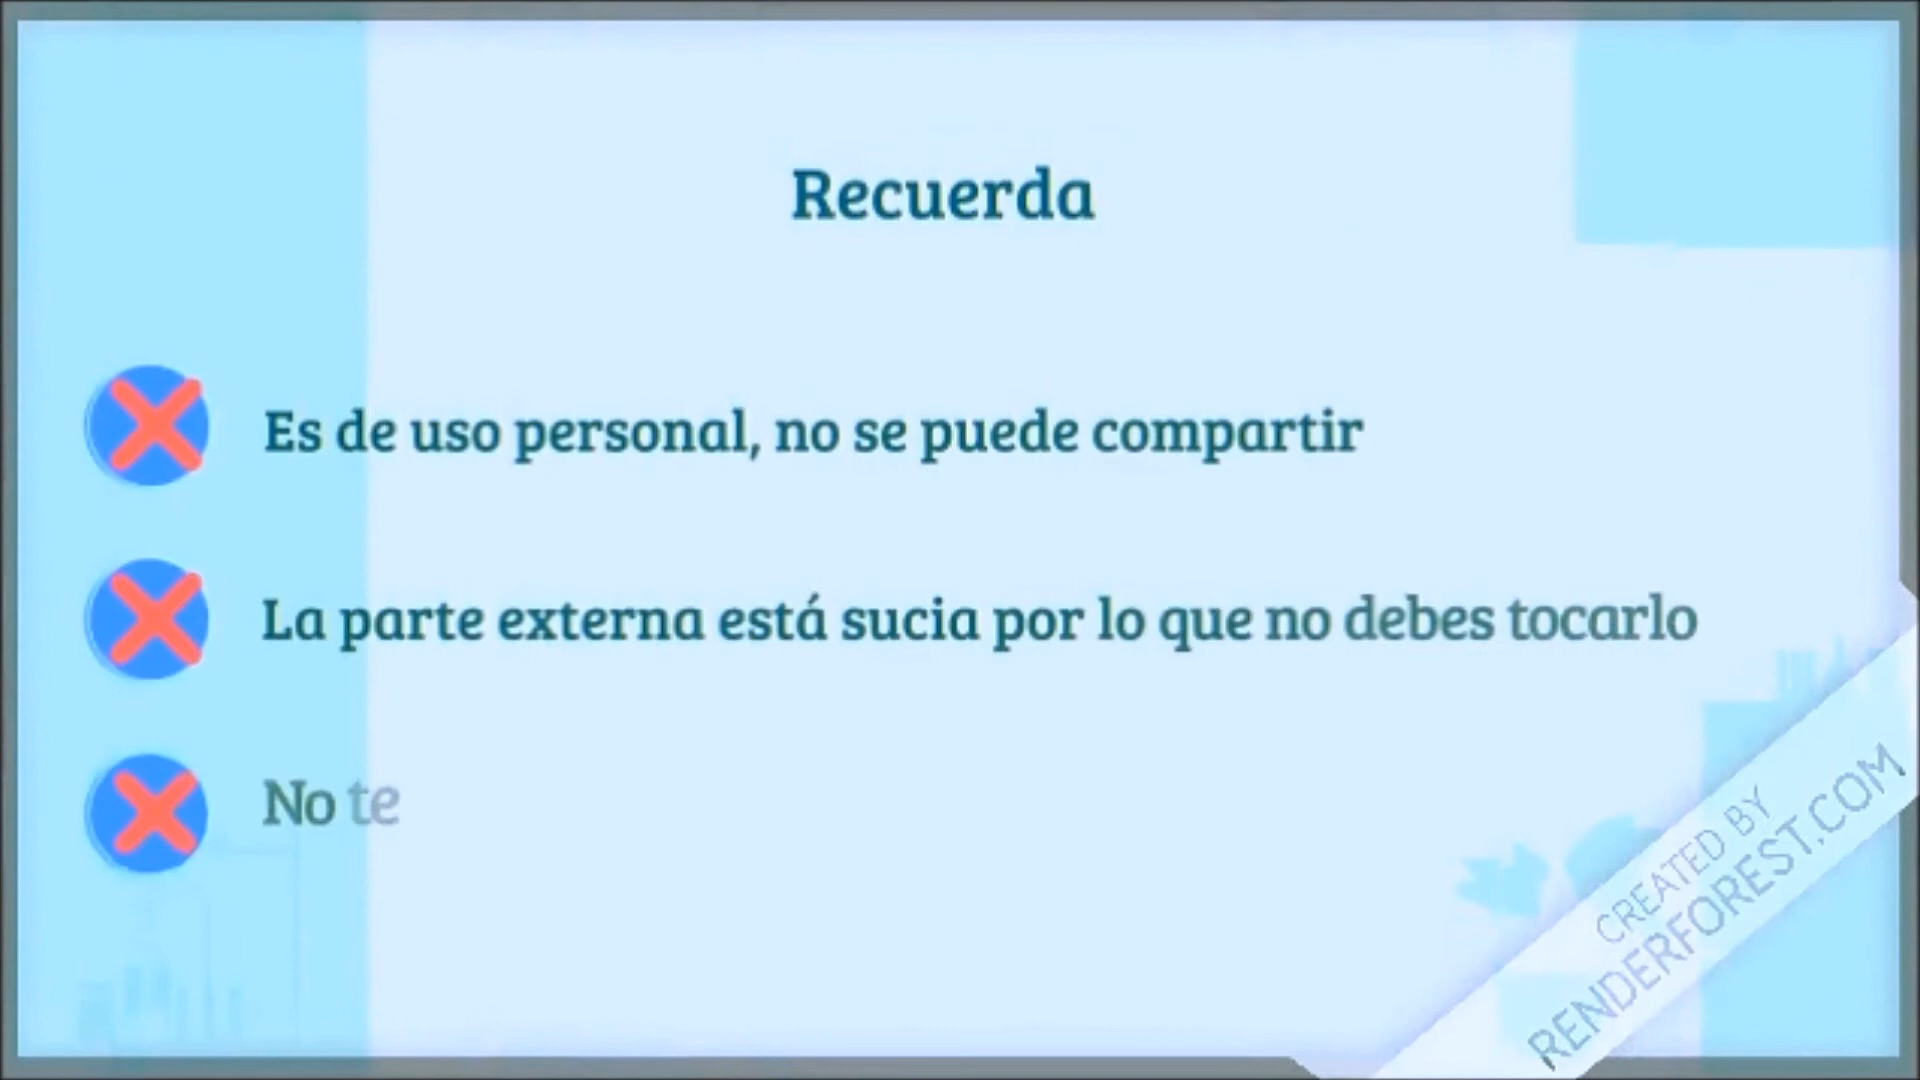 Recuerda
Es de uso personal, no se puede compartir
La parte externa está sucia por lo que no debes tocarlo
No te
CREATED BY
RENDERFOREST.COM